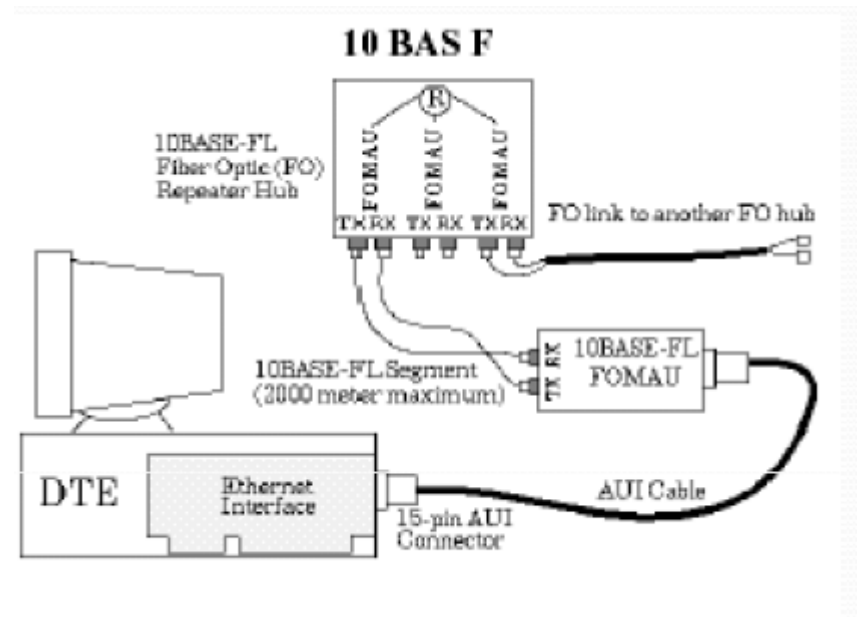 10 BAS F
R
10BASE-FL
Fiber Optic (FO)
Repeater Hub
FOMAU
FOMAU
FOMAU
TX RX TX RX TX RX
FO link to another FO hub
10BASE-FL Segment
(2000 meter maximum)
RX
TX
10BASE-FL
FOMAU
DTE
Ethernet
Interface
15-pin AUI
Connector
AUI Cable